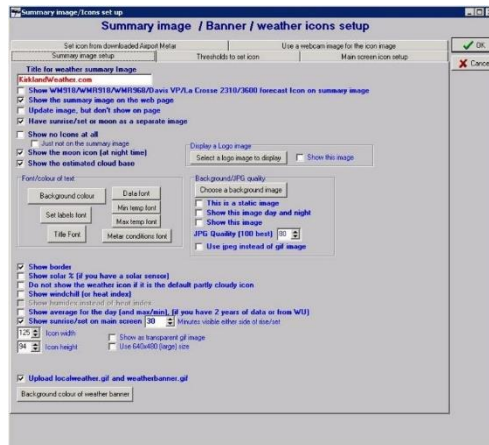 Summary image/Icons set up
Summary image / Banner / weather icons setup
Set icon from downloaded Airport Metar
Use a webcam image for the icon image
Summary image setup
Thresholds to set icon
Main screen icon setup
OK
Cance
Title for weather summary Image
KirklandWeather.com
Show WM918/WMR918/WMR968/Davis VP/La Crosse 2310/3600 forecast Icon on summary image
Show the summary image on the web page
Update image, but don't show on page
Have sunrise/set or moon as a separate image
Show no Icons at all
Just not on the summay image
Show the moon icon (at night time)
Show the estimated cloud base
Display a Logo image
Select a logo image to display
Show this image
Font/colour of text
Background colour
Data font
Set labels font
Min temp font
Max temp font
Title Font
Metar conditions font
Background/JPG quality
Choose a background image
This is a static image
Show this image day and night
Show this image
JPG Quaility (100 best) 80
Use jpeg instead of gif image
Show border
Show solar % (if you have a solar sensor)
Do not show the weather icon if it is the default partly cloudy icon
Show windchill (or heat index)
Show humidex instead of heat index
Show average for the day (and max/min), (if you have 2 years of data or from WU)
Show sunrise/set on main screen 30 Minutes visible either side of rise/set
125 Icon width
Show as transparent gif image
94 Icon height
Use 640x480 (large) size
Upload localweather.gif and weatherbanner.gif
Background colour of weather banner